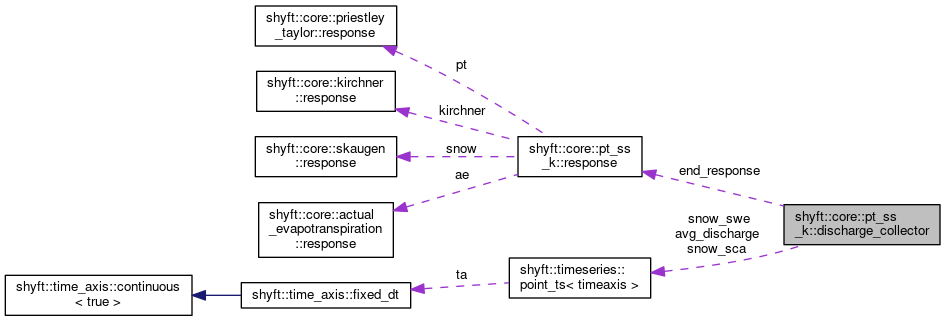 shyft::core::priestley
_taylor::response
pt
shyft::core::kirchner
::response
kirchner
shyft::core::skaugen
::response
snow
shyft::core::pt_ss
_k::response
ae
end_response
shyft::core::actual
_evapotranspiration
::response
shyft::core::pt_ss
_k::discharge_collector
snow_swe
avg_discharge
snow_sca
shyft::timeseries::
point_ts< timeaxis >
ta
shyft::time_axis::fixed_dt
shyft::time_axis::continuous
< true >